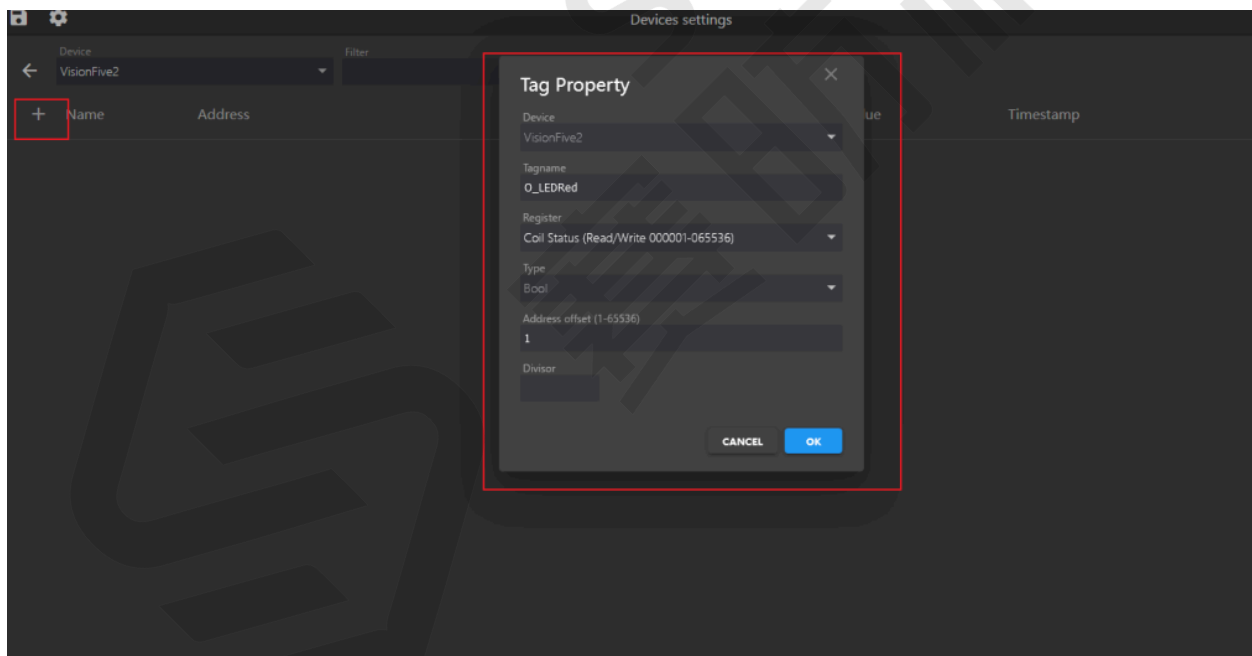 Devices settings
Device
Filter
VisionFive2
Name
Address
ue
Timestamp
Tag Property
Device
VisionFive2
Tagname
O_LEDRed
Register
Coil Status (Read/Write 000001-065536)
Type
Bool
Address offset (1-65536)
1
Divisor
CANCEL
OK